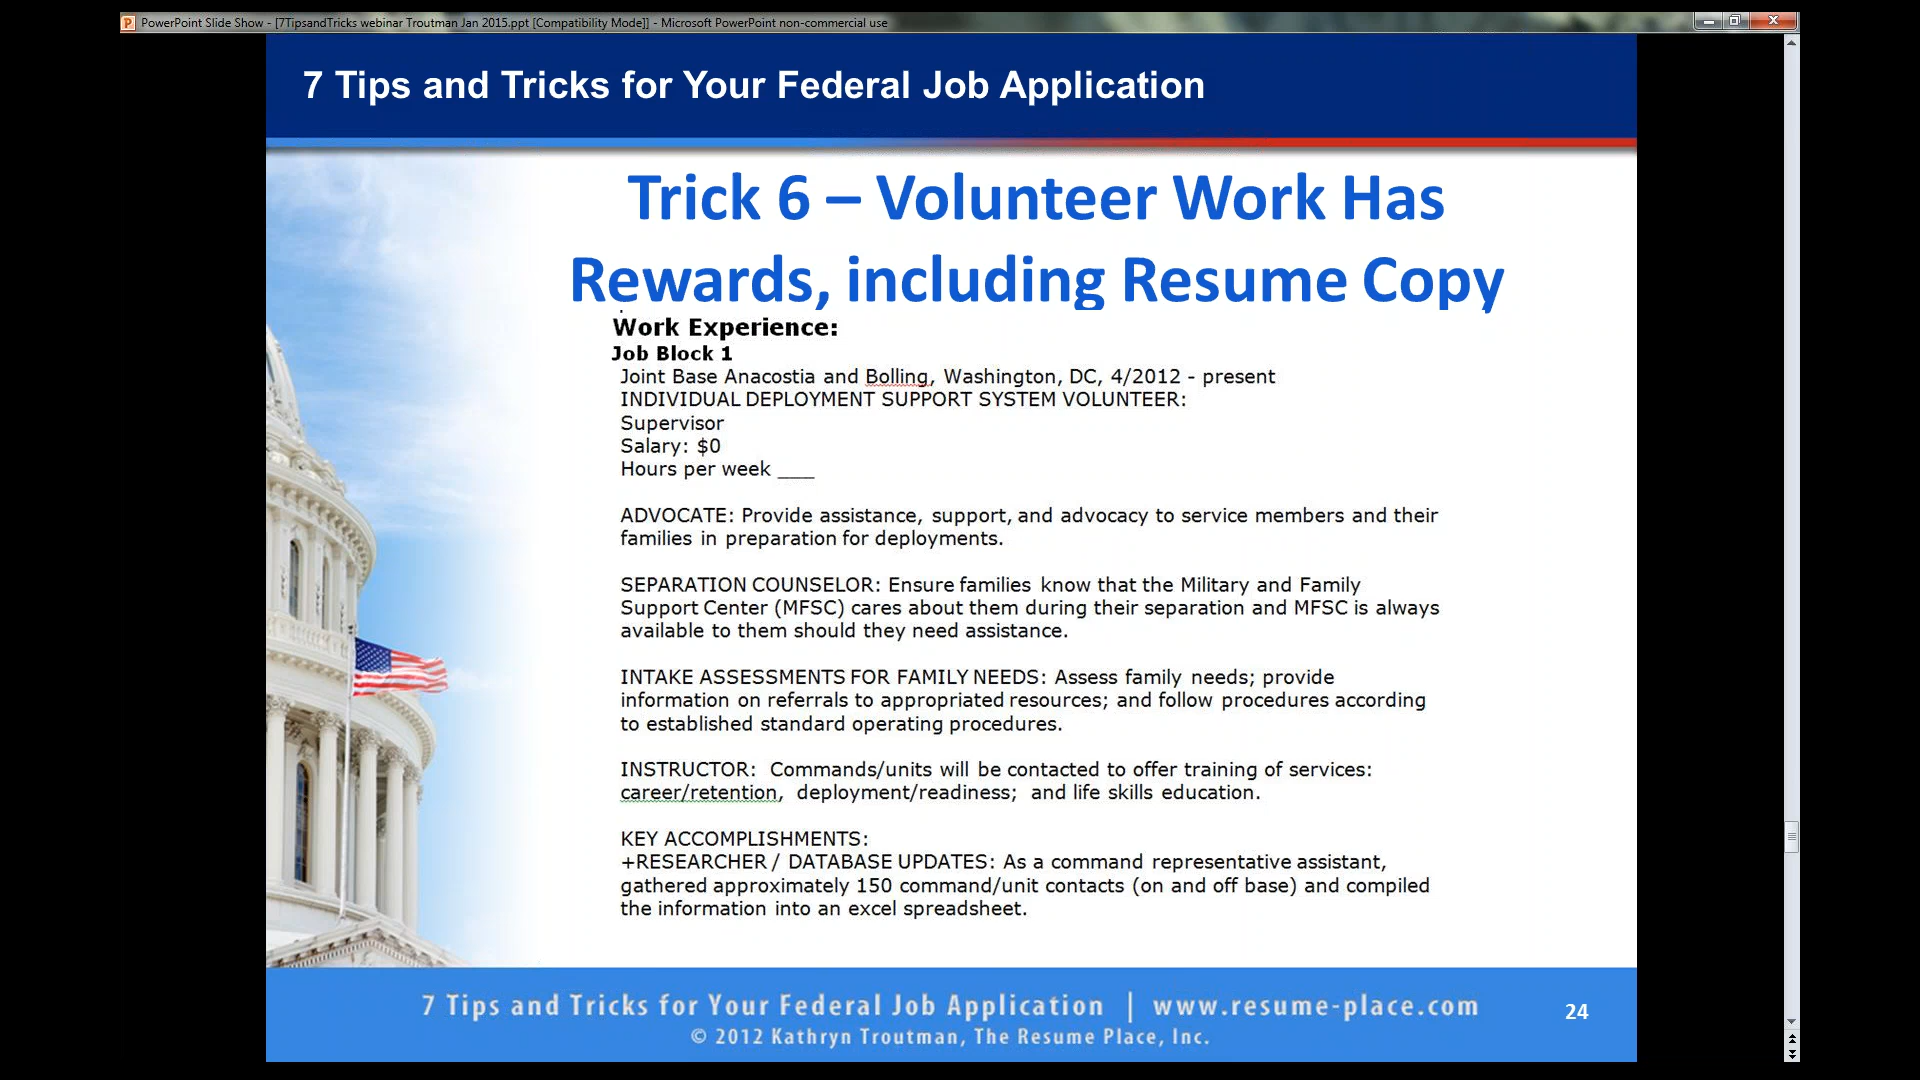 PowerPoint Slide Show - [7TipsandTricks webinar Troutman Jan 2015.ppt [Compatibility Mode]] - Microsoft PowerPoint non-commercial use
7 Tips and Tricks for Your Federal Job Application
Trick 6 – Volunteer Work Has
Rewards, including Resume Copy
Work Experience:
Job Block 1
Joint Base Anacostia and Bolling, Washington, DC, 4/2012 - present
INDIVIDUAL DEPLOYMENT SUPPORT SYSTEM VOLUNTEER:
Supervisor
Salary: $0
Hours per week ___
ADVOCATE: Provide assistance, support, and advocacy to service members and their
families in preparation for deployments.
SEPARATION COUNSELOR: Ensure families know that the Military and Family
Support Center (MFSC) cares about them during their separation and MFSC is always
available to them should they need assistance.
INTAKE ASSESSMENTS FOR FAMILY NEEDS: Assess family needs; provide
information on referrals to appropriated resources; and follow procedures according
to established standard operating procedures.
INSTRUCTOR: Commands/units will be contacted to offer training of services:
career/retention, deployment/readiness; and life skills education.
KEY ACCOMPLISHMENTS:
+RESEARCHER / DATABASE UPDATES: As a command representative assistant,
gathered approximately 150 command/unit contacts (on and off base) and compiled
the information into an excel spreadsheet.
7 Tips and Tricks for Your Federal Job Application | www.resume-place.com
© 2012 Kathryn Troutman, The Resume Place, Inc.
24